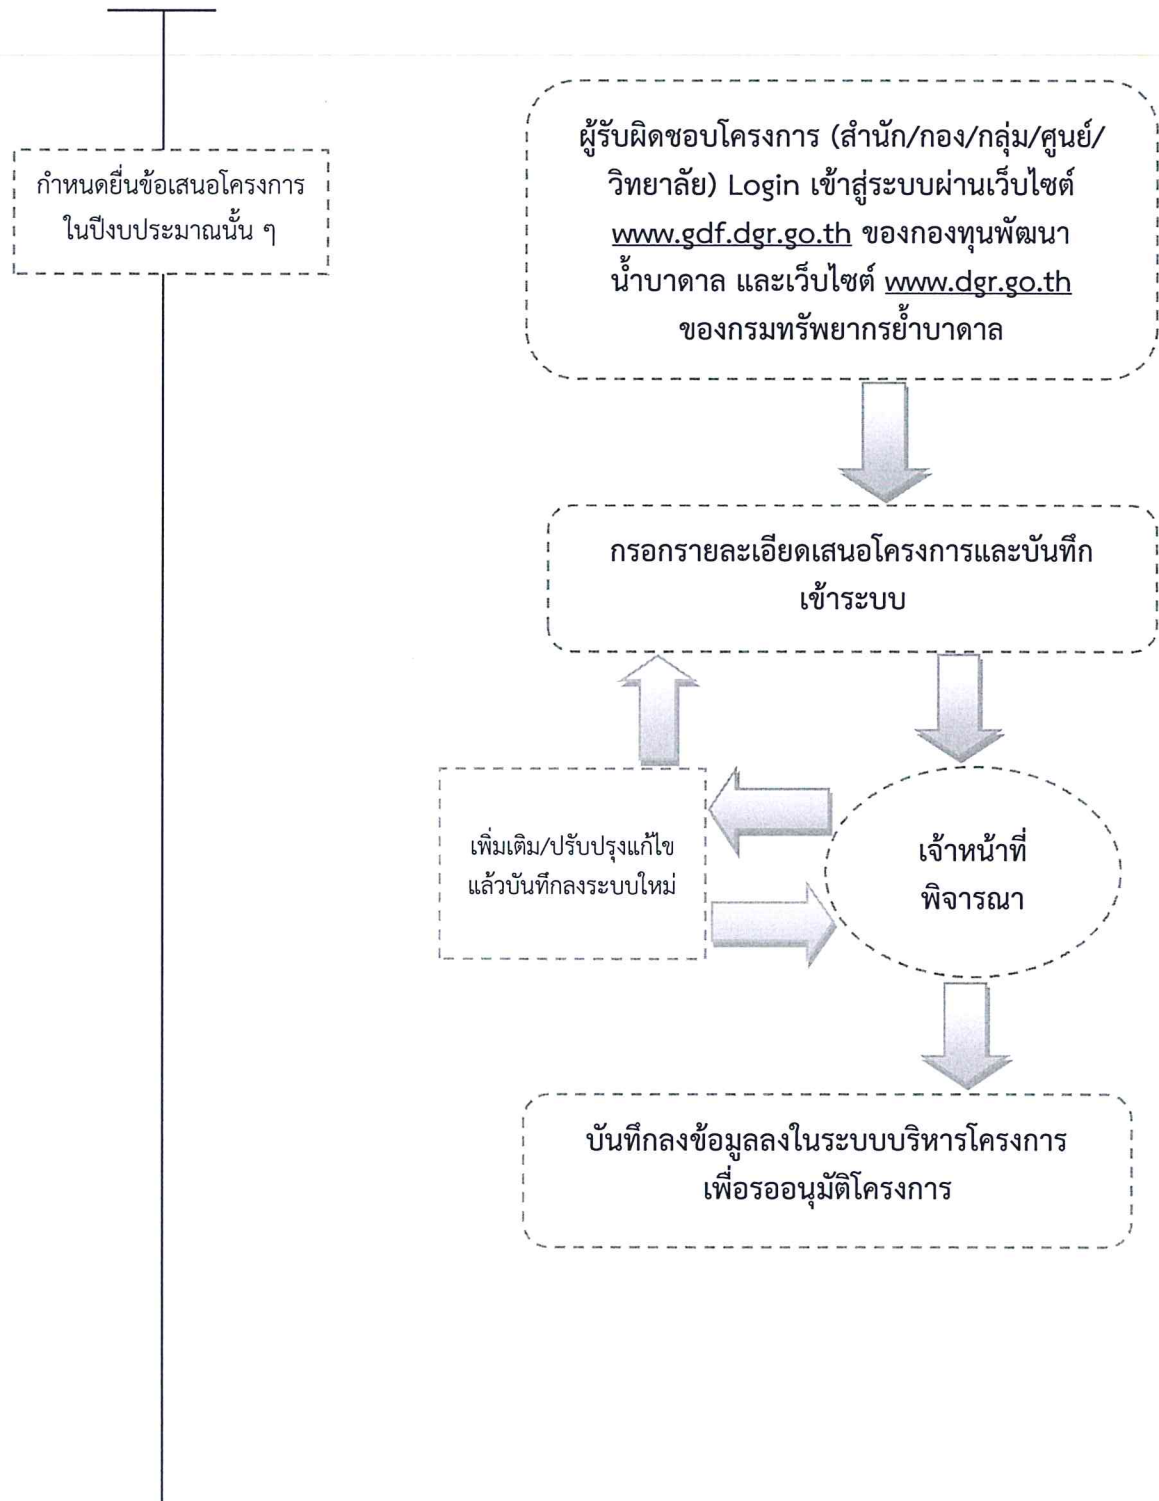 กำหนดยื่นข้อเสนอโครงการ
ในปีงบประมาณนั้น ๆ
ผู้รับผิดชอบโครงการ (สำนัก/กอง/กลุ่ม/ศูนย์/
วิทยาลัย) Login เข้าสู่ระบบผ่านเว็บไซต์
www.gdf.dgr.go.th ของกองทุนพัฒนา
น้ำบาดาล และเว็บไซต์ www.dgr.go.th
ของกรมทรัพยากรย้ำบาดาล
กรอกรายละเอียดเสนอโครงการและบันทึก
เข้าระบบ
เพิ่มเติม/ปรับปรุงแก้ไข
แล้วบันทึกลงระบบใหม่
เจ้าหน้าที่
พิจารณา
บันทึกลงข้อมูลลงในระบบบริหารโครงการ
เพื่อรออนุมัติโครงการ